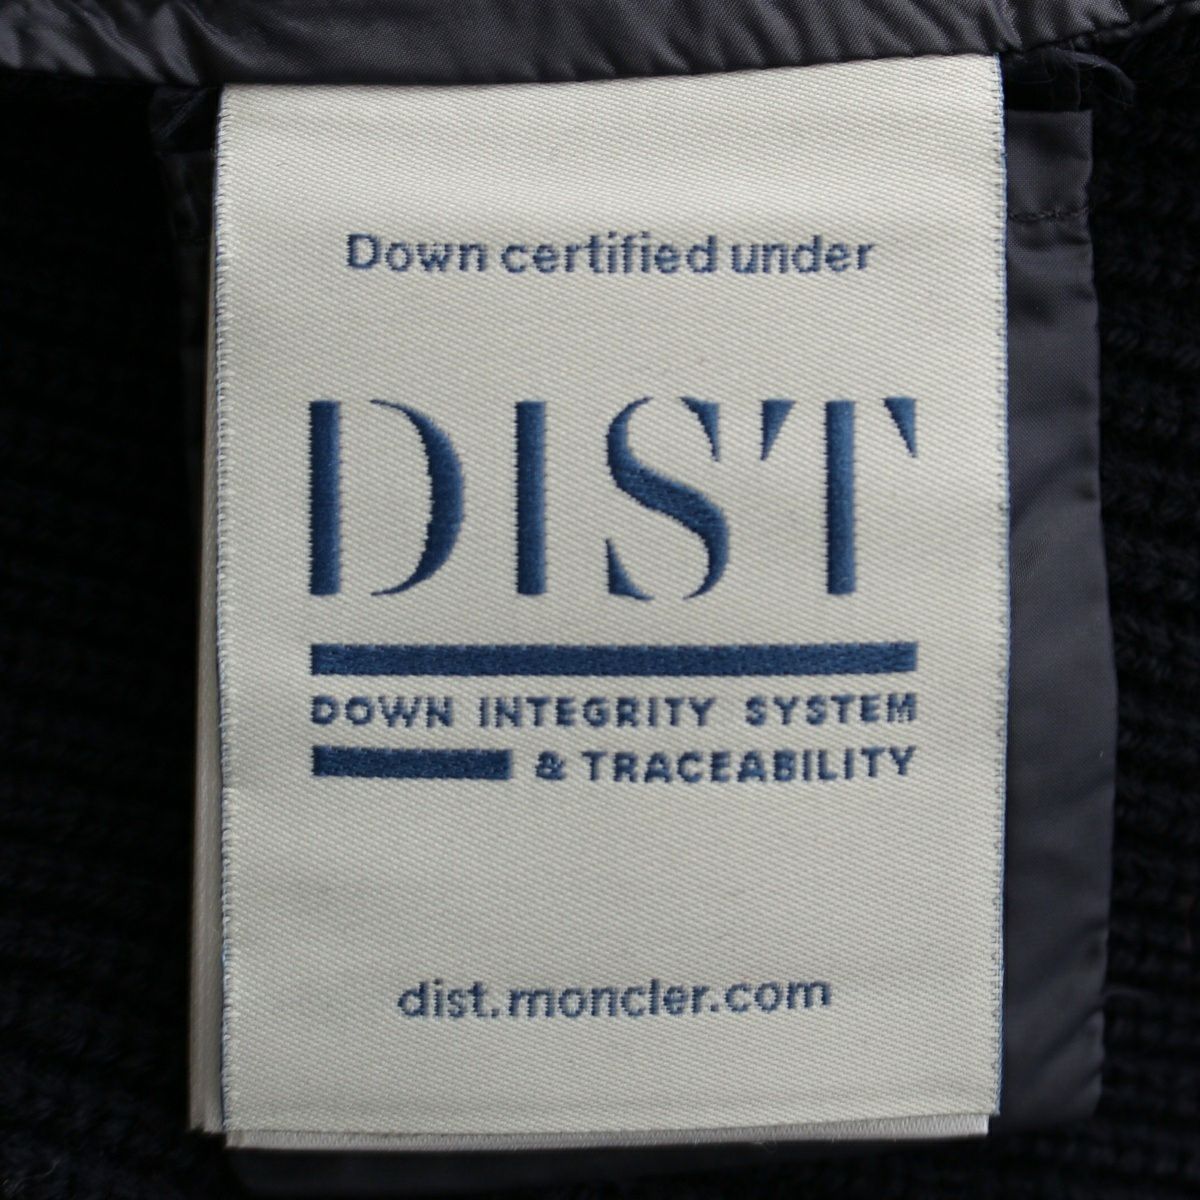 Down certified under
DIST
DOWN INTEGRITY SYSTEM
& TRACEABILITY
dist.moncler.com